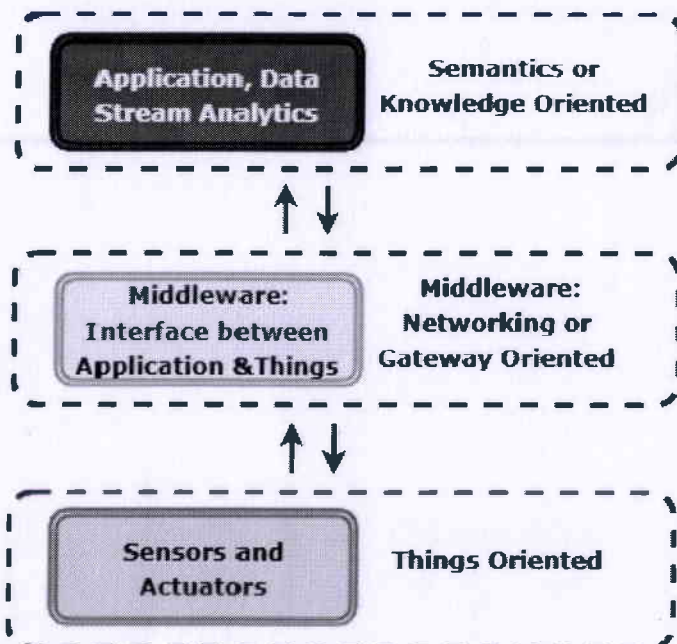 Application, Data
Stream Analytics
Semantics or
Knowledge Oriented
Middleware:
Interface between
Application &Things
Middleware:
Networking or
Gateway Oriented
Sensors and
Actuators
Things Oriented